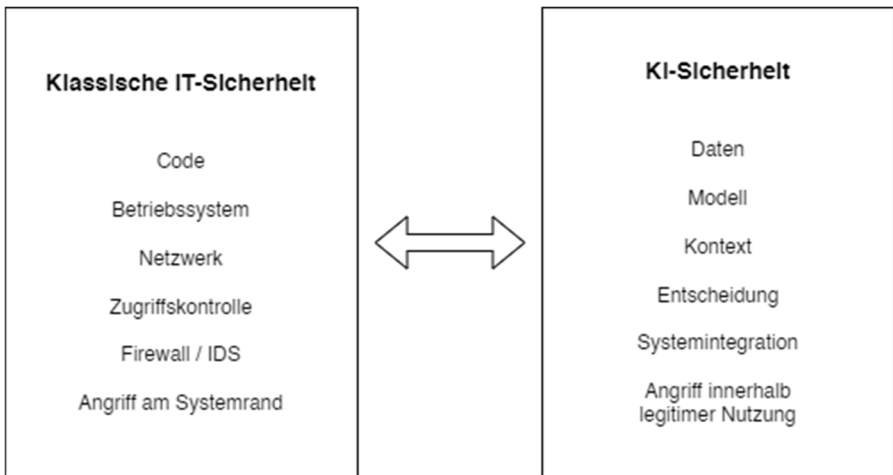 Klassische IT-Sicherheit
Code
Betriebssystem
Netzwerk
Zugriffskontrolle
Firewall / IDS
Angriff am Systemrand
KI-Sicherheit
Daten
Modell
Kontext
Entscheidung
Systemintegration
Angriff innerhalb
legitimer Nutzung